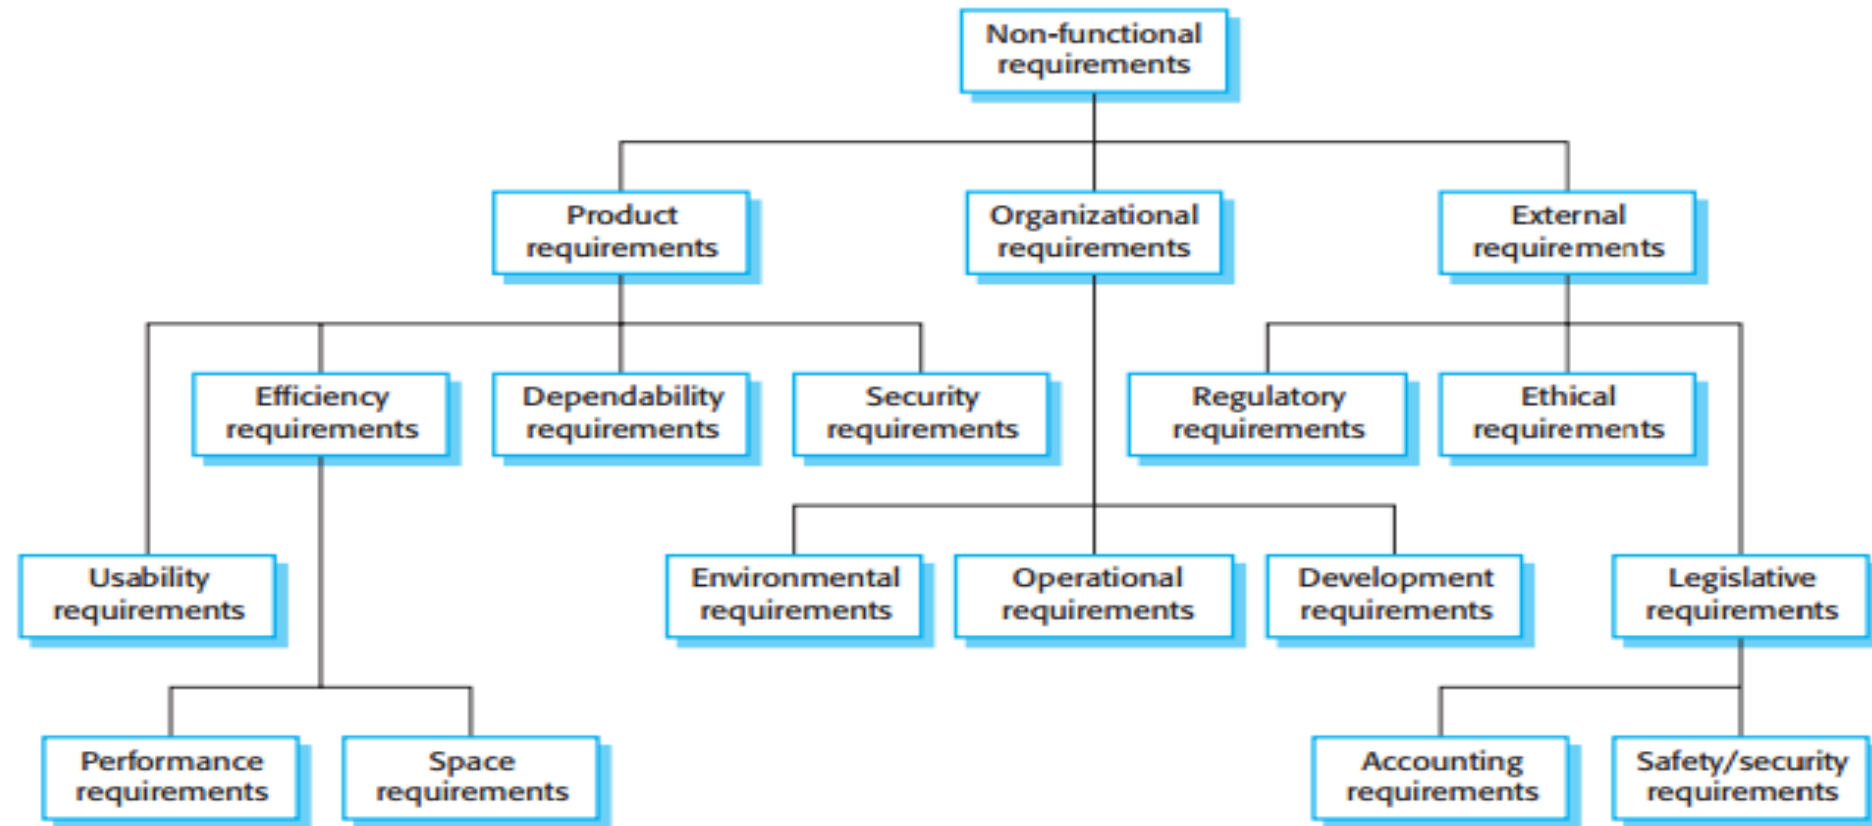 Non-functional
requirements
Product
requirements
Organizational
requirements
External
requirements
Efficiency
requirements
Dependability
requirements
Security
requirements
Regulatory
requirements
Ethical
requirements
Usability
requirements
Environmental
requirements
Operational
requirements
Development
requirements
Legislative
requirements
Performance
requirements
Space
requirements
Accounting
requirements
Safety/security
requirements